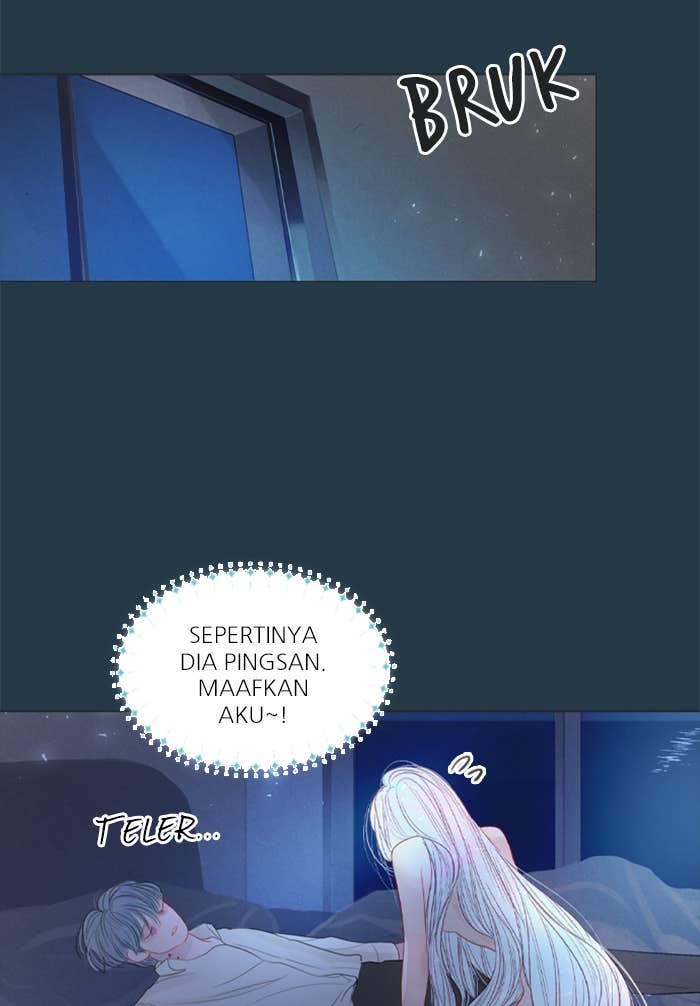 BRUK
SEPERTINYA
DIA PINGSAN.
MAAFKAN
AKU~!
TELER...